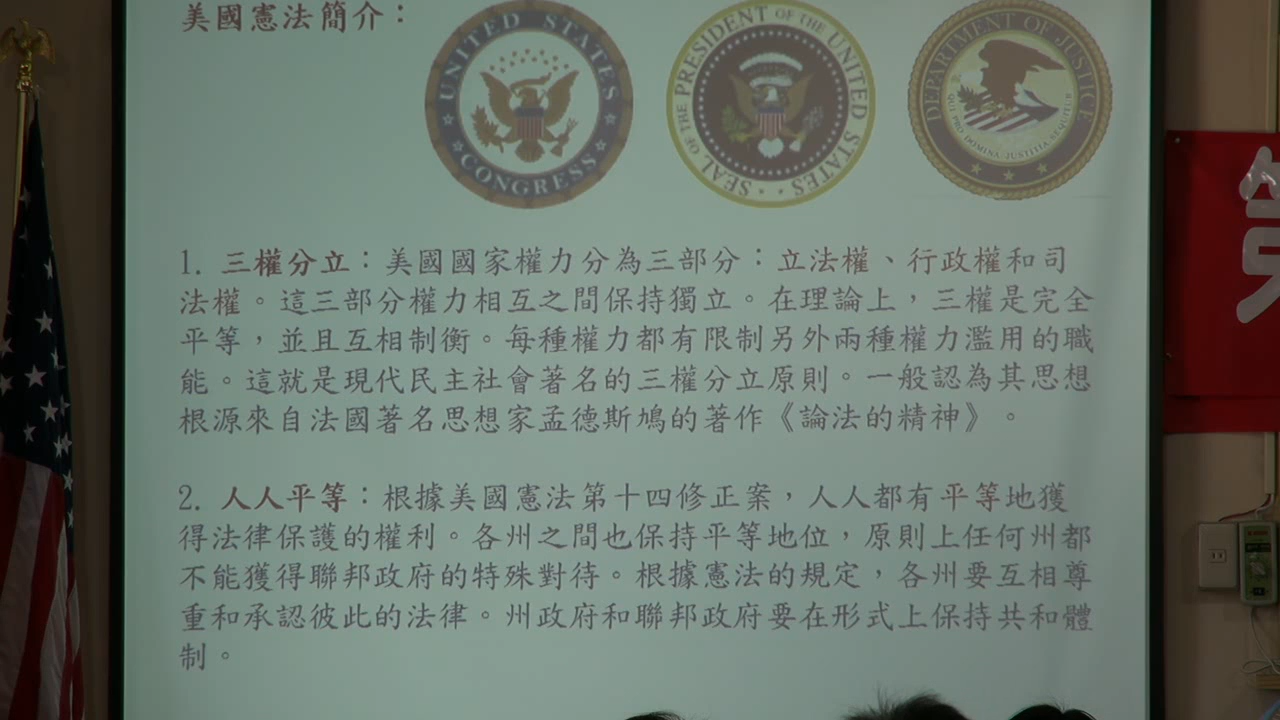 美國憲法簡介：
UNITED STATES CONGRESS
SEAL OF THE PRESIDENT OF THE UNITED STATES
DEPARTMENT OF JUSTICE
QUI PRO DOMINA JUSTITIA SEQUITUR
1. 三權分立：美國國家權力分為三部分：立法權、行政權和司
法權。這三部分權力相互之間保持獨立。在理論上，三權是完全
平等，並且互相制衡。每種權力都有限制另外兩種權力濫用的職
能。這就是現代民主社會著名的三權分立原則。一般認為其思想
根源來自法國著名思想家孟德斯鳩的著作《論法的精神》。
2. 人人平等：根據美國憲法第十四修正案，人人都有平等地獲
得法律保護的權利。各州之間也保持平等地位，原則上任何州都
不能獲得聯邦政府的特殊對待。根據憲法的規定，各州要互相尊
重和承認彼此的法律。州政府和聯邦政府要在形式上保持共和體
制。